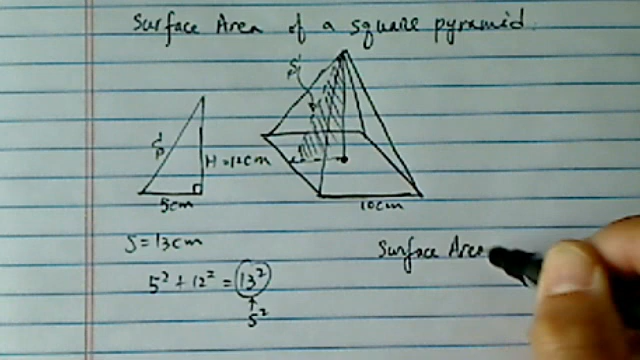 Surface Area of a square pyramid.
S
S
H = 12cm
5cm
10cm
S = 13cm
5² + 12² = 13²
S²
Surface Area